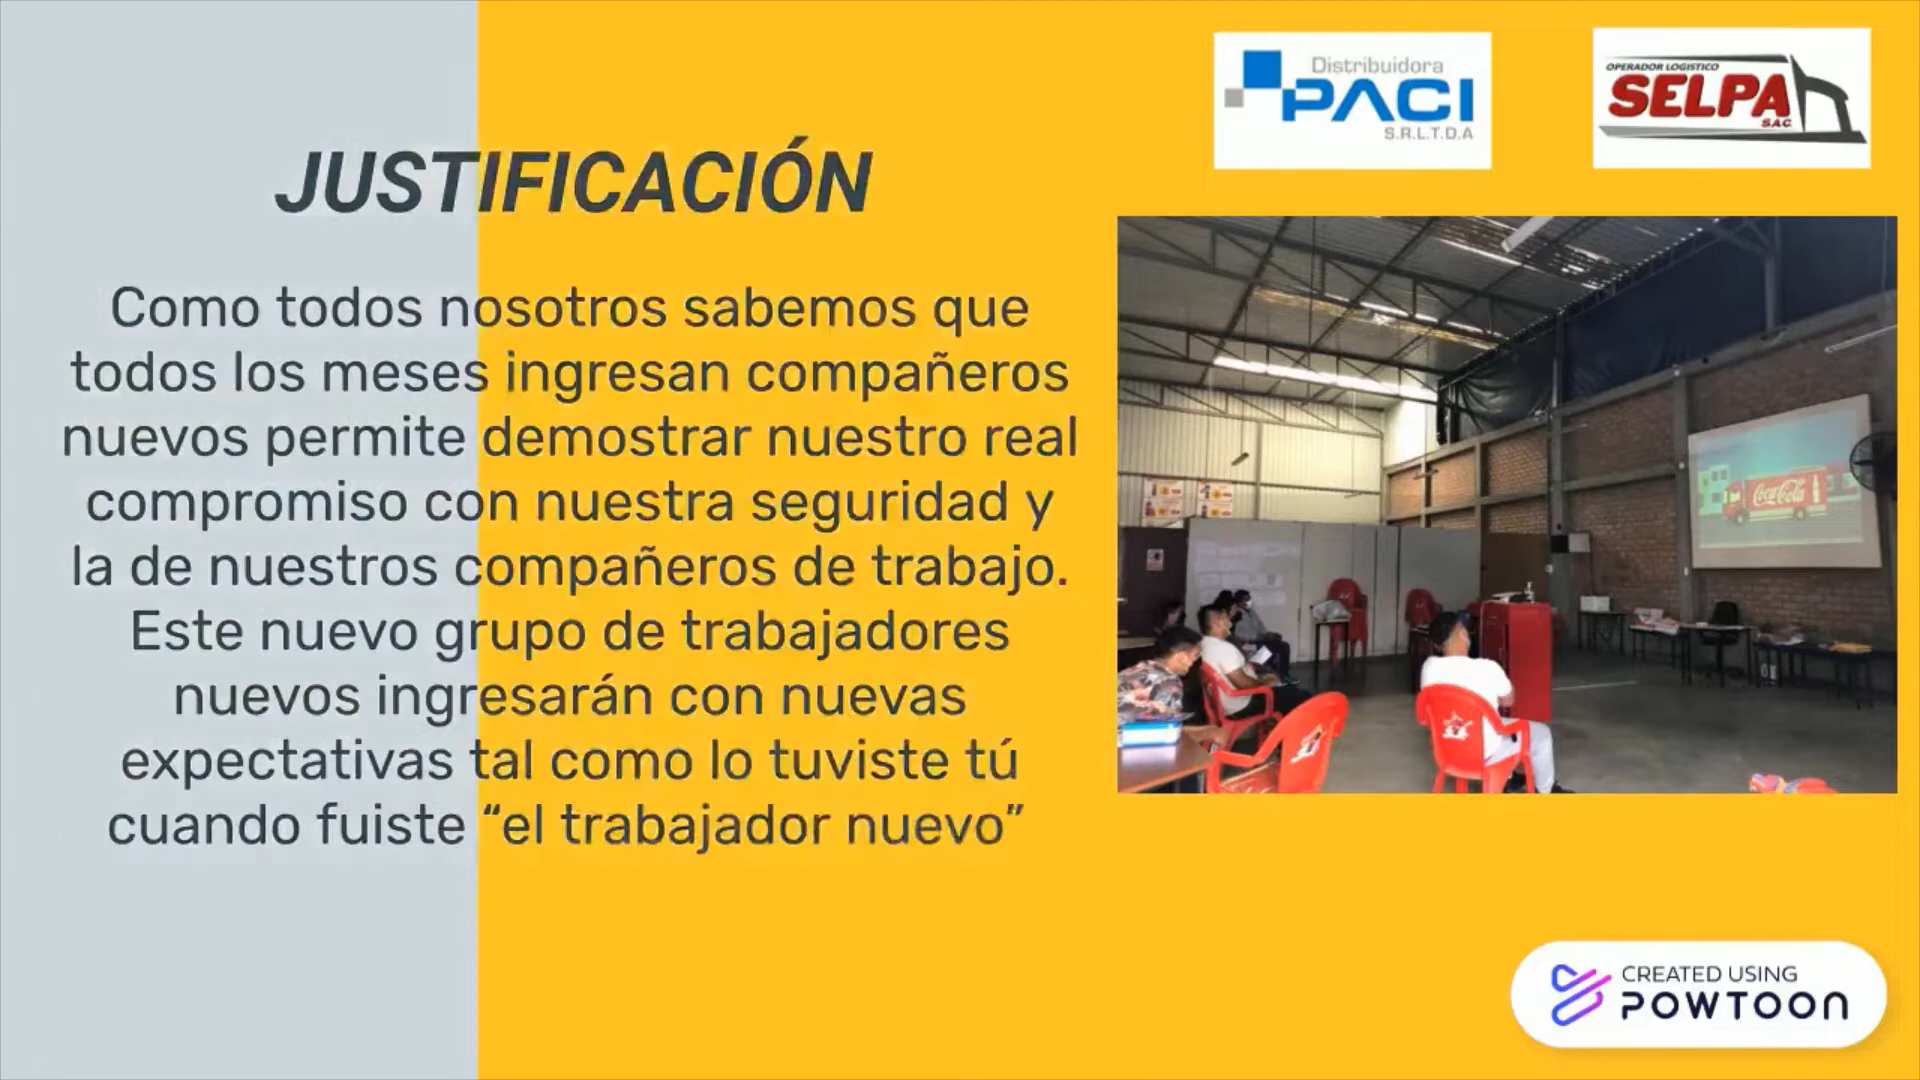 Distribuidora
PACI
S.R.L.T.D.A
OPERADOR LOGISTICO
SELPA
S.A.C.
JUSTIFICACIÓN
Como todos nosotros sabemos que
todos los meses ingresan compañeros
nuevos permite demostrar nuestro real
compromiso con nuestra seguridad y
la de nuestros compañeros de trabajo.
Este nuevo grupo de trabajadores
nuevos ingresarán con nuevas
expectativas tal como lo tuviste tú
cuando fuiste “el trabajador nuevo”
Coca-Cola
CREATED USING
POWTOON